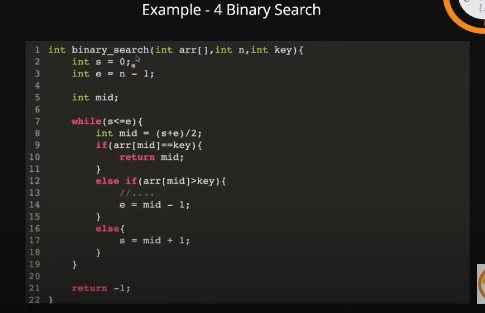 Example - 4 Binary Search
1 int binary_search(int arr[],int n,int key){
2     int s = 0;
3     int e = n - 1;
4
5     int mid;
6
7     while(s<=e){
8         int mid = (s+e)/2;
9         if(arr[mid]==key){
10             return mid;
11         }
12         else if(arr[mid]>key){
13             //....
14             e = mid - 1;
15         }
16         else{
17             s = mid + 1;
18         }
19     }
20
21     return -1;
22 }